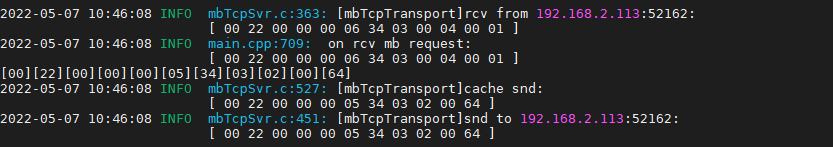 2022-05-07 10:46:08 INFO  mbTcpSvr.c:363: [mbTcpTransport]rcv from 192.168.2.113:52162:
[ 00 22 00 00 00 06 34 03 00 04 00 01 ]
2022-05-07 10:46:08 INFO  main.cpp:709:  on rcv mb request:
[ 00 22 00 00 00 06 34 03 00 04 00 01 ]
[00][22][00][00][00][05][34][03][02][00][64]
2022-05-07 10:46:08 INFO  mbTcpSvr.c:527: [mbTcpTransport]cache snd:
[ 00 22 00 00 00 05 34 03 02 00 64 ]
2022-05-07 10:46:08 INFO  mbTcpSvr.c:451: [mbTcpTransport]snd to 192.168.2.113:52162:
[ 00 22 00 00 00 05 34 03 02 00 64 ]